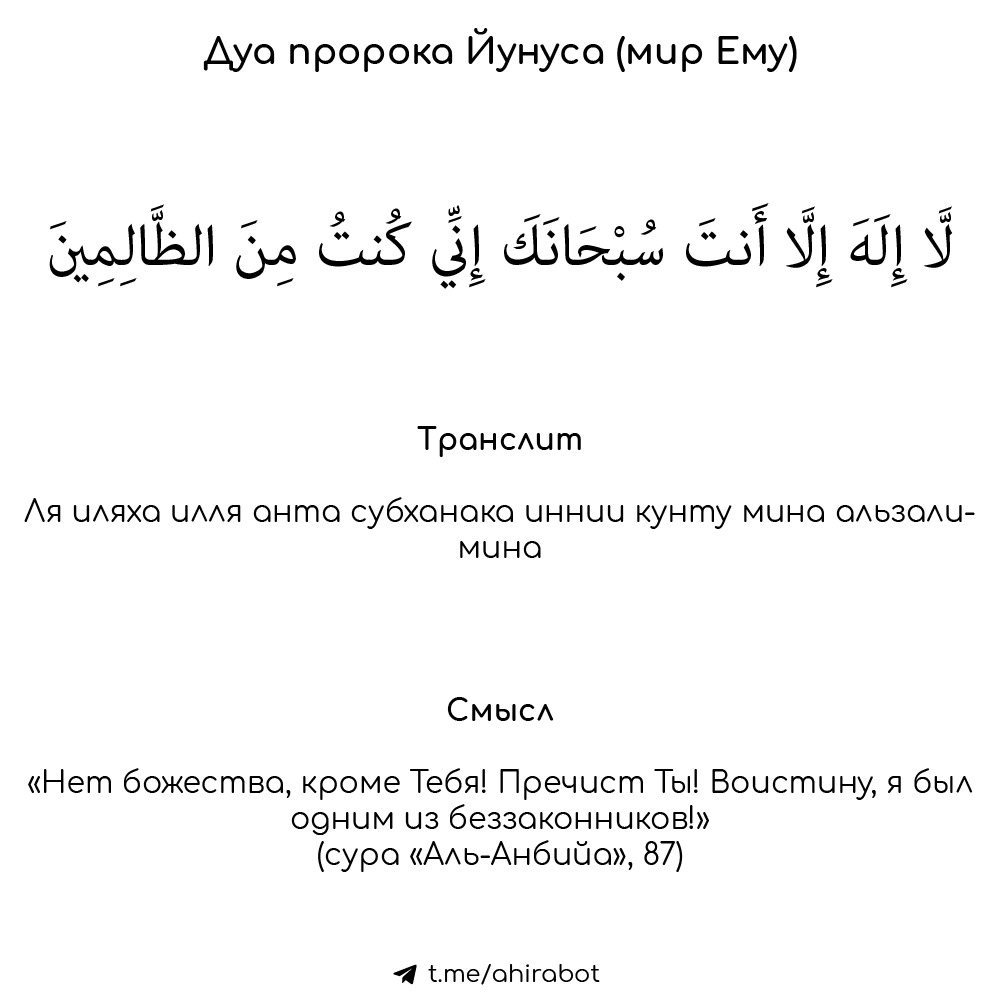 Дуа пророка Йунуса (мир Ему)
لَّا إِلَهَ إِلَّا أَنتَ سُبْحَانَكَ إِنِّي كُنتُ مِنَ الظَّالِمِينَ
Транслит
Ля иляха илля анта субханака иннии кунту мина альзали-
мина
Смысл
«Нет божества, кроме Тебя! Пречист Ты! Воистину, я был
одним из беззаконников!»
(сура «Аль-Анбийа», 87)
t.me/ahirabot